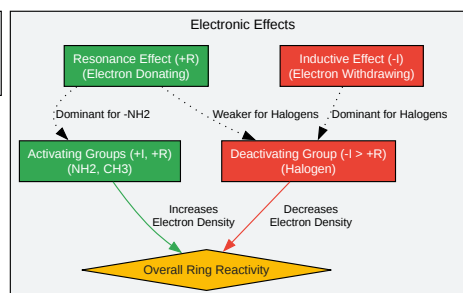 Electronic Effects
Resonance Effect (+R)
(Electron Donating)
Inductive Effect (-I)
(Electron Withdrawing)
Dominant for -NH2
Weaker for Halogens
Dominant for Halogens
Activating Groups (+I, +R)
(NH2, CH3)
Deactivating Group (-I > +R)
(Halogen)
Increases
Electron Density
Decreases
Electron Density
Overall Ring Reactivity